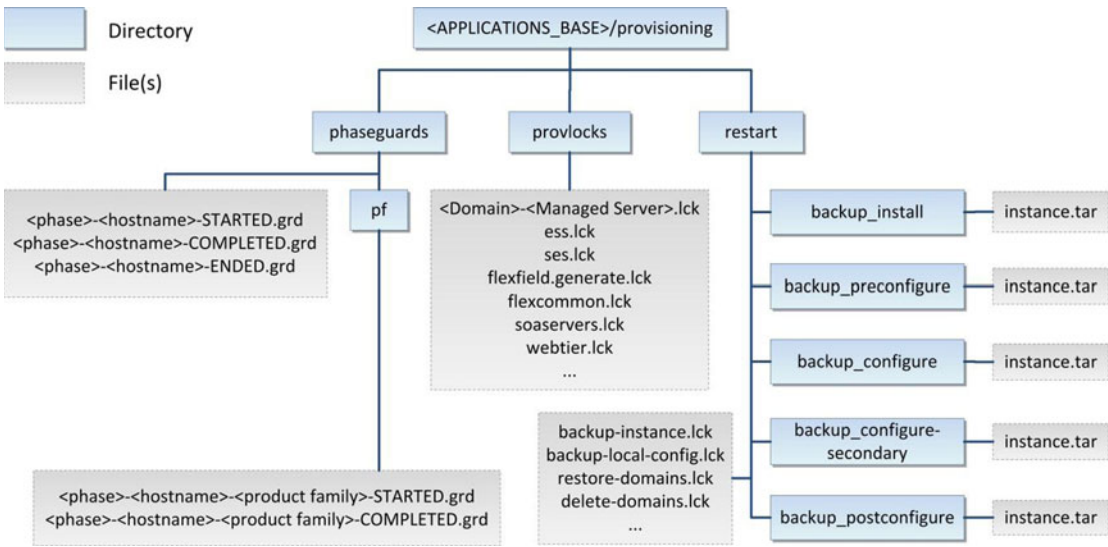 Directory
File(s)
<APPLICATIONS_BASE>/provisioning
phaseguards
provlocks
restart
<phase>-<hostname>-STARTED.grd
<phase>-<hostname>-COMPLETED.grd
<phase>-<hostname>-ENDED.grd
pf
<phase>-<hostname>-<product family>-STARTED.grd
<phase>-<hostname>-<product family>-COMPLETED.grd
<Domain>-<Managed Server>.lck
ess.lck
ses.lck
flexfield.generate.lck
flexcommon.lck
soaservers.lck
webtier.lck
...
backup-instance.lck
backup-local-config.lck
restore-domains.lck
delete-domains.lck
...
backup_install
instance.tar
backup_preconfigure
instance.tar
backup_configure
instance.tar
backup_configure-
secondary
instance.tar
backup_postconfigure
instance.tar